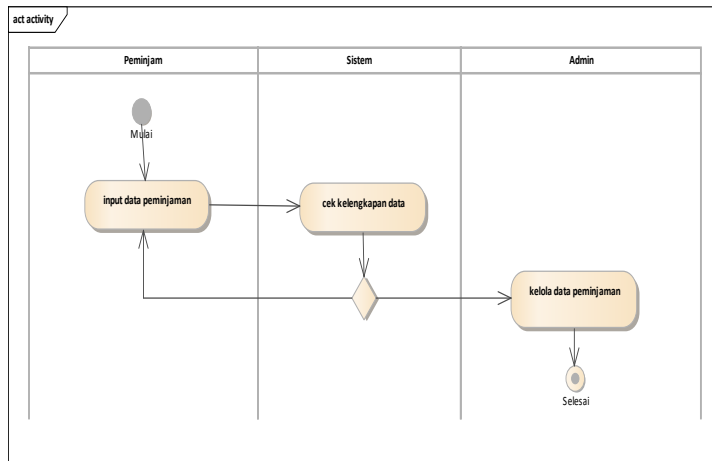 act activity
Peminjam
Sistem
Admin
Mulai
input data peminjaman
cek kelengkapan data
kelola data peminjaman
Selesai